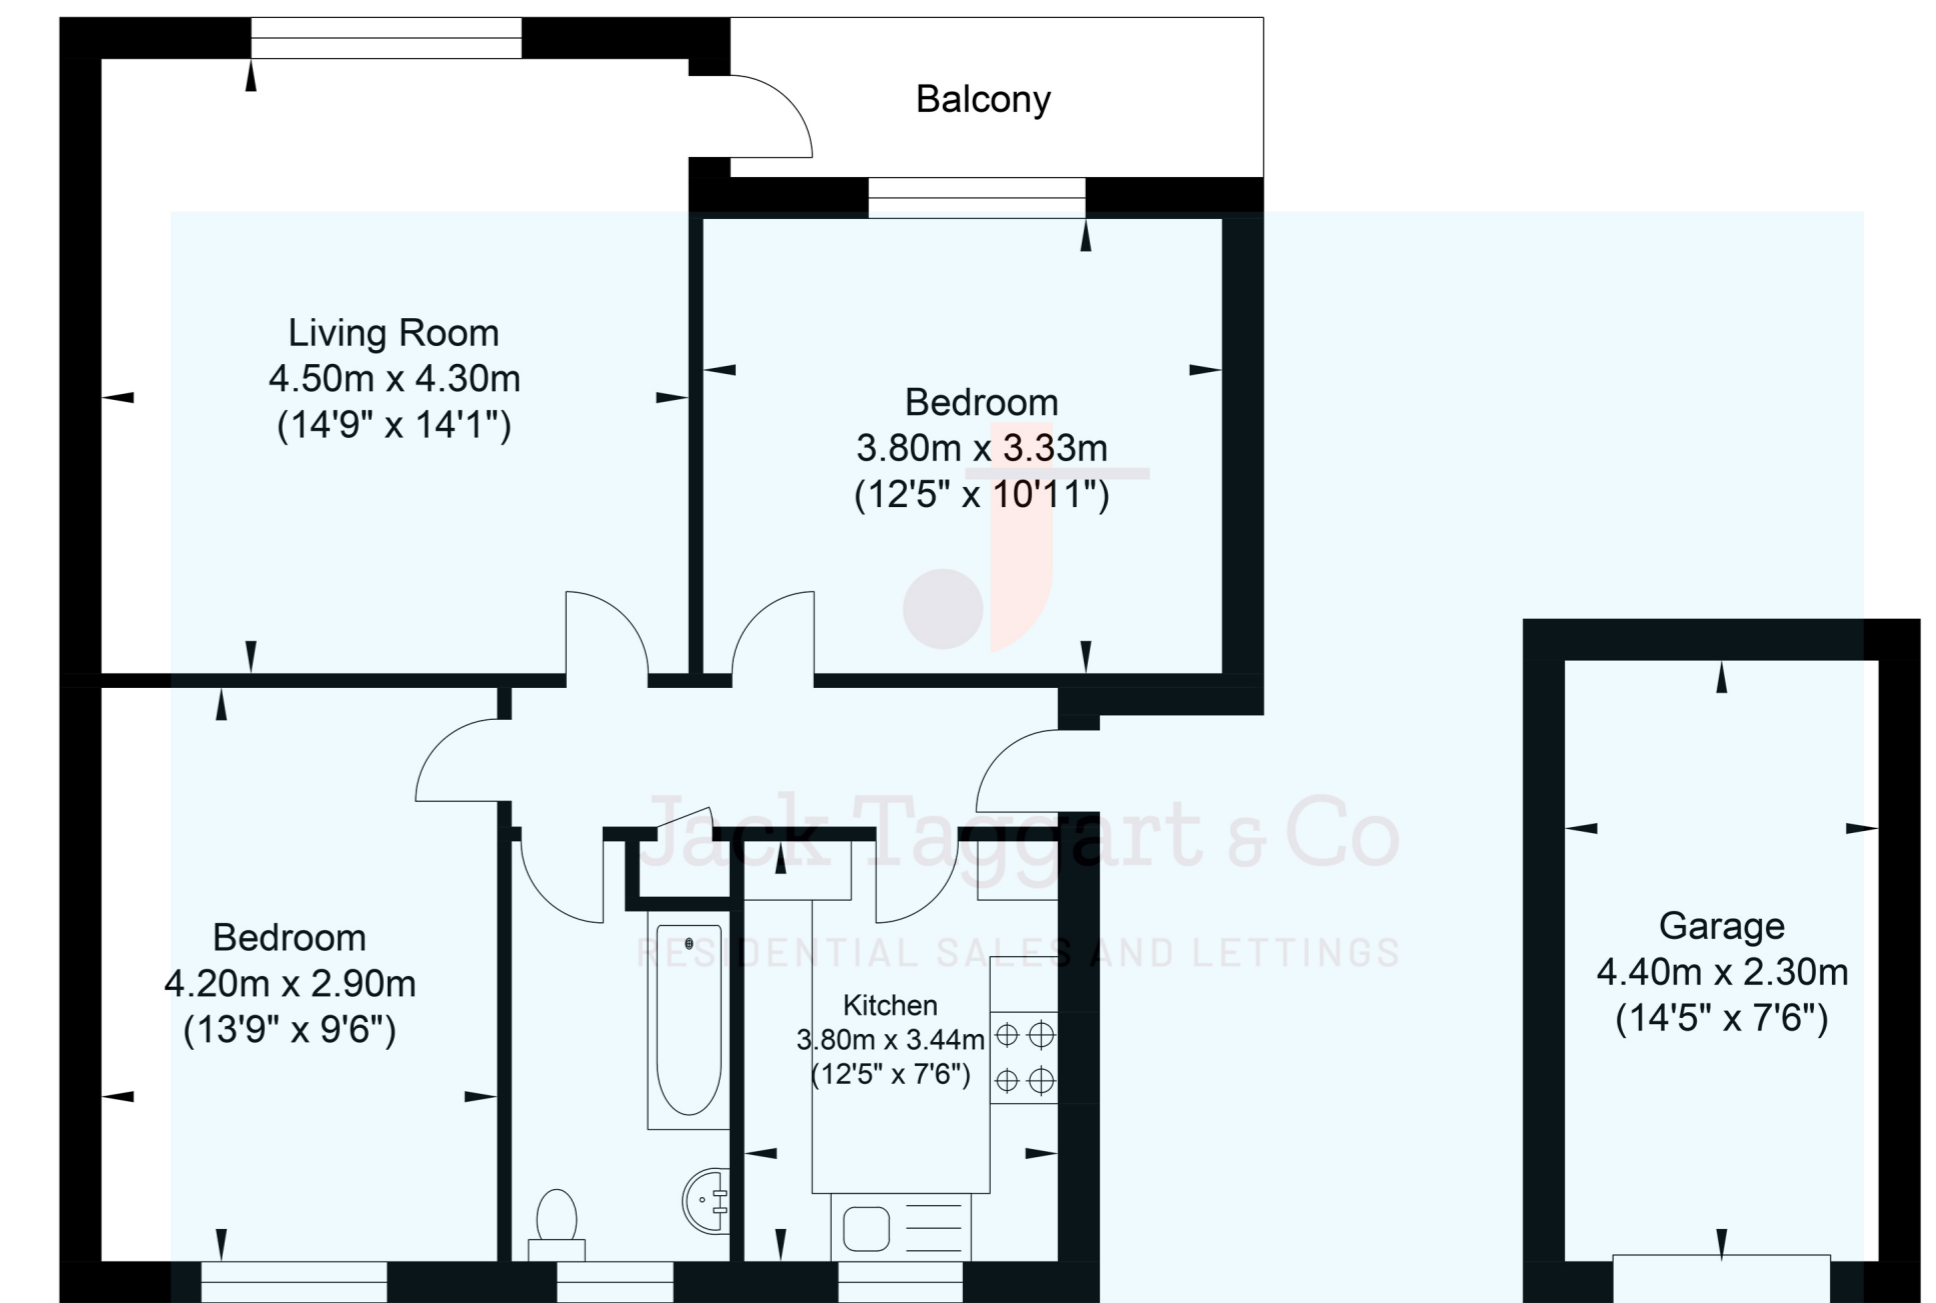 Balcony
Living Room
4.50m x 4.30m
(14'9" x 14'1")
Bedroom
3.80m x 3.33m
(12'5" x 10'11")
Jack Taggart & Co
RESIDENTIAL SALES AND LETTINGS
Bedroom
4.20m x 2.90m
(13'9" x 9'6")
Kitchen
3.80m x 3.44m
(12'5" x 7'6")
Garage
4.40m x 2.30m
(14'5" x 7'6")